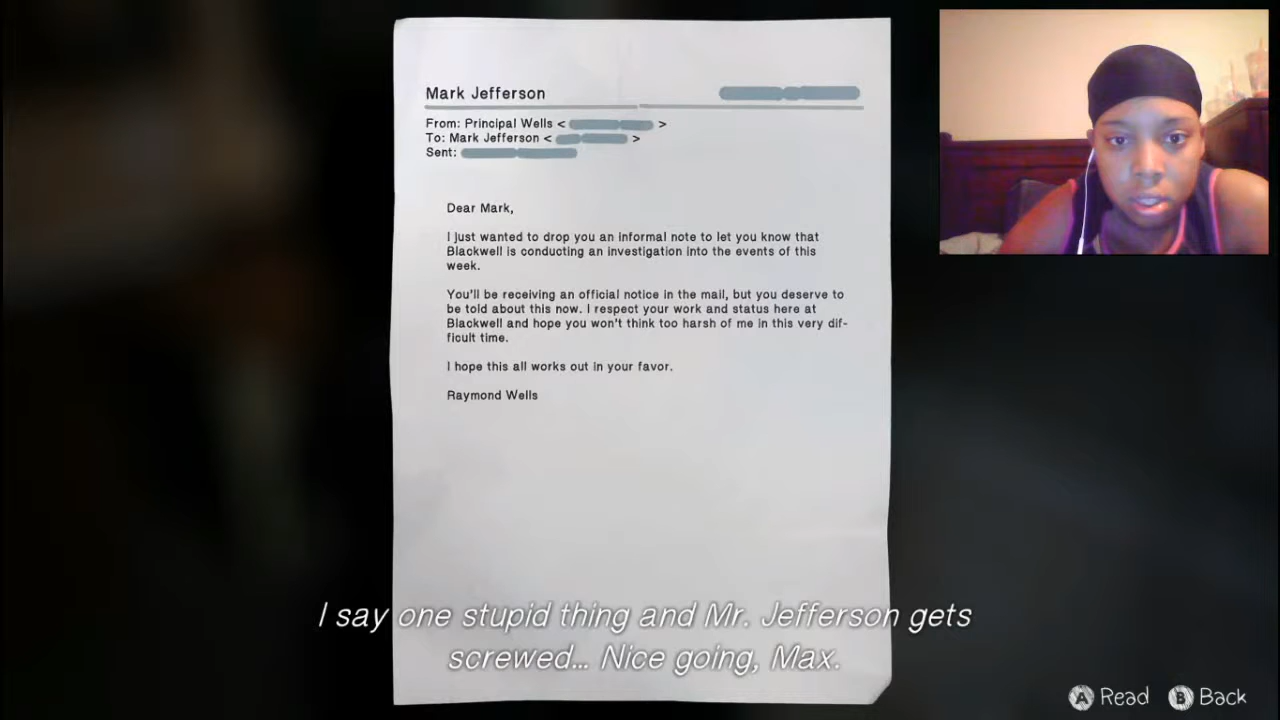 Mark Jefferson
From: Principal Wells < >
To: Mark Jefferson < >
Sent:
Dear Mark,
I just wanted to drop you an informal note to let you know that
Blackwell is conducting an investigation into the events of this
week.
You'll be receiving an official notice in the mail, but you deserve to
be told about this now. I respect your work and status here at
Blackwell and hope you won't think too harsh of me in this very dif-
ficult time.
I hope this all works out in your favor.
Raymond Wells
I say one stupid thing and Mr. Jefferson gets
screwed... Nice going, Max.
A Read B Back